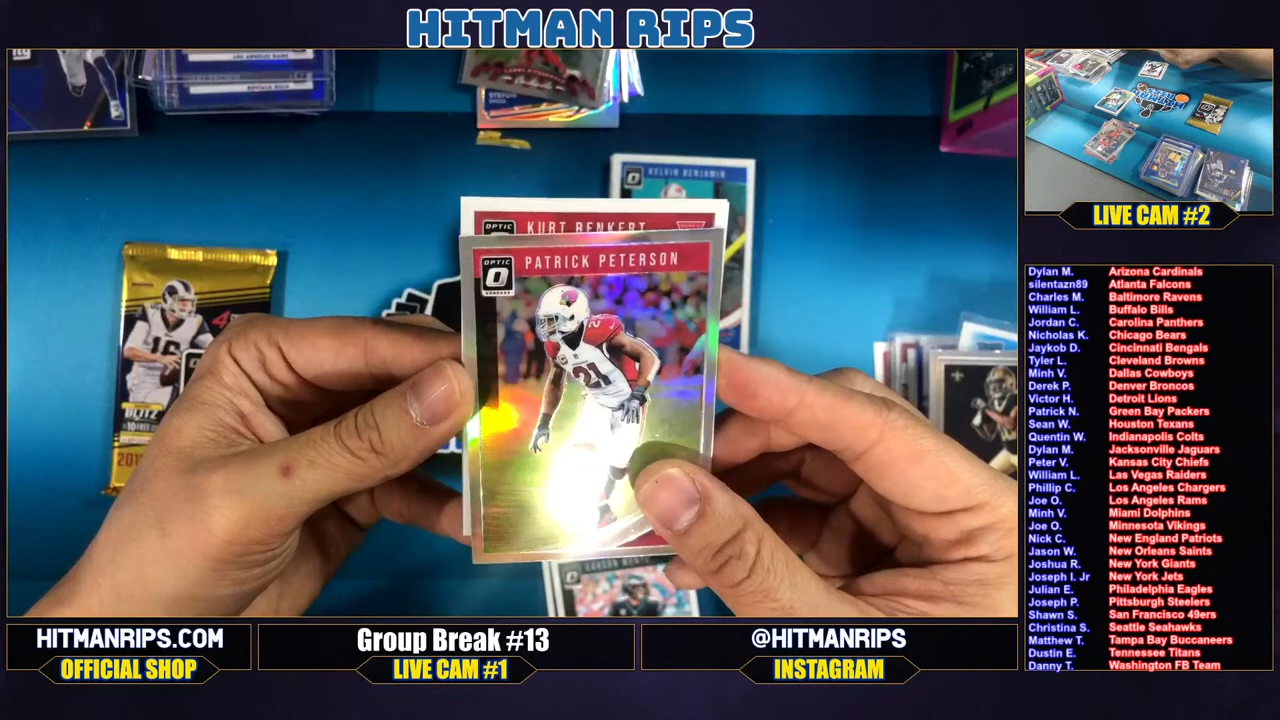 HITMAN RIPS
KELVIN BENJAMIN
OPTIC
KURT BENKERT
OPTIC
PATRICK PETERSON
21
16
2018
LIVE CAM #2
Dylan M. Arizona Cardinals
silentazn89 Atlanta Falcons
Charles M. Baltimore Ravens
William L. Buffalo Bills
Jordan C. Carolina Panthers
Nicholas K. Chicago Bears
Jaykob D. Cincinnati Bengals
Tyler L. Cleveland Browns
Minh V. Dallas Cowboys
Derek P. Denver Broncos
Victor H. Detroit Lions
Patrick N. Green Bay Packers
Sean W. Houston Texans
Quentin W. Indianapolis Colts
Dylan M. Jacksonville Jaguars
Peter V. Kansas City Chiefs
William L. Las Vegas Raiders
Phillip C. Los Angeles Chargers
Joe O. Los Angeles Rams
Minh V. Miami Dolphins
Joe O. Minnesota Vikings
Nick C. New England Patriots
Jason W. New Orleans Saints
Joshua R. New York Giants
Joseph I. Jr New York Jets
Julian E. Philadelphia Eagles
Joseph P. Pittsburgh Steelers
Shawn S. San Francisco 49ers
Christina S. Seattle Seahawks
Matthew T. Tampa Bay Buccaneers
Dustin E. Tennessee Titans
Danny T. Washington FB Team
HITMANRIPS.COM
OFFICIAL SHOP
Group Break #13
LIVE CAM #1
@HITMANRIPS
INSTAGRAM